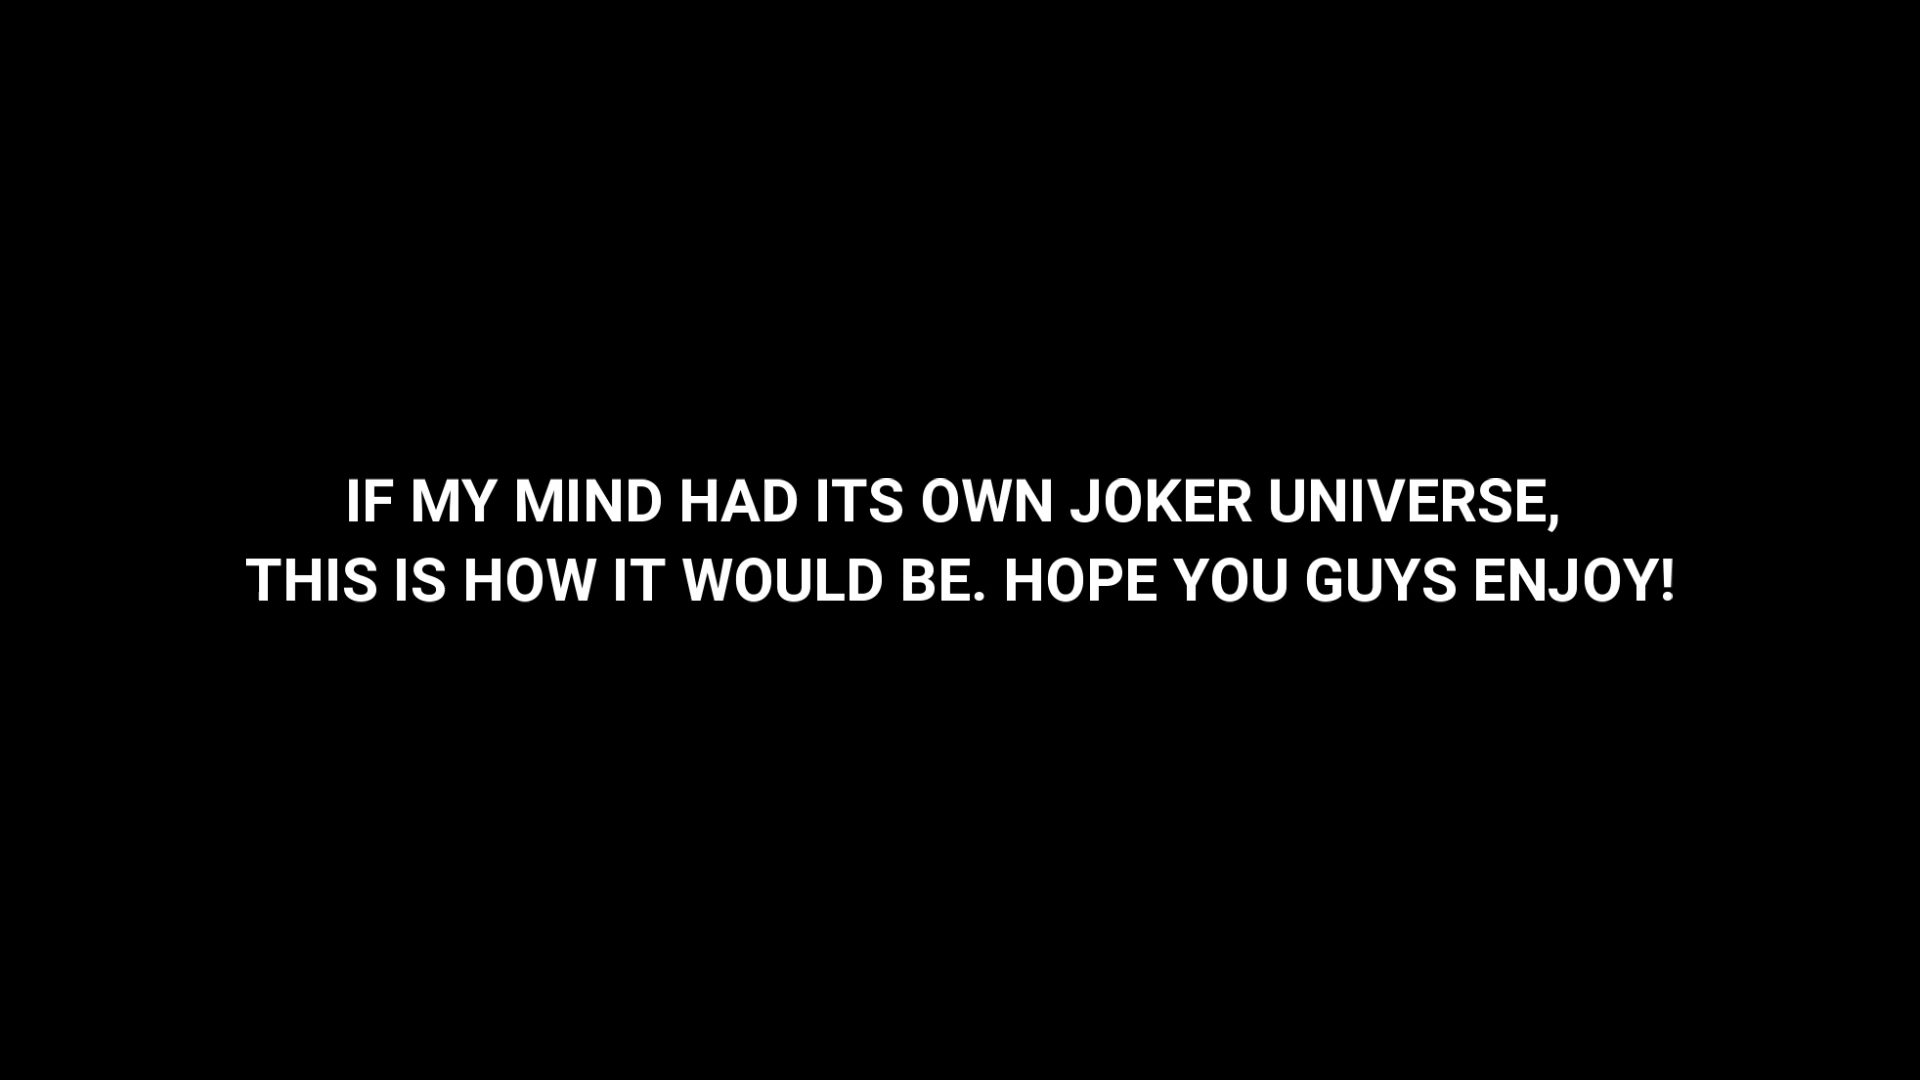 IF MY MIND HAD ITS OWN JOKER UNIVERSE,
THIS IS HOW IT WOULD BE. HOPE YOU GUYS ENJOY!